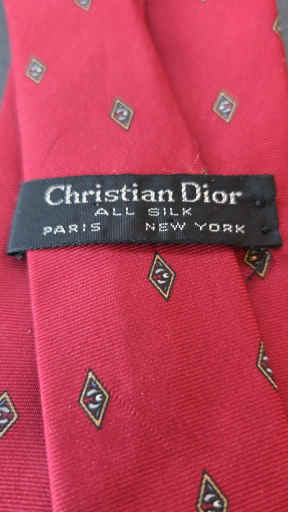 Christian Dior
ALL SILK
PARIS NEW YORK